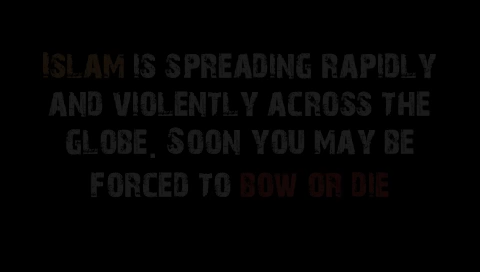 Islam is spreading rapidly
and violently across the
globe. Soon you may be
forced to bow or die